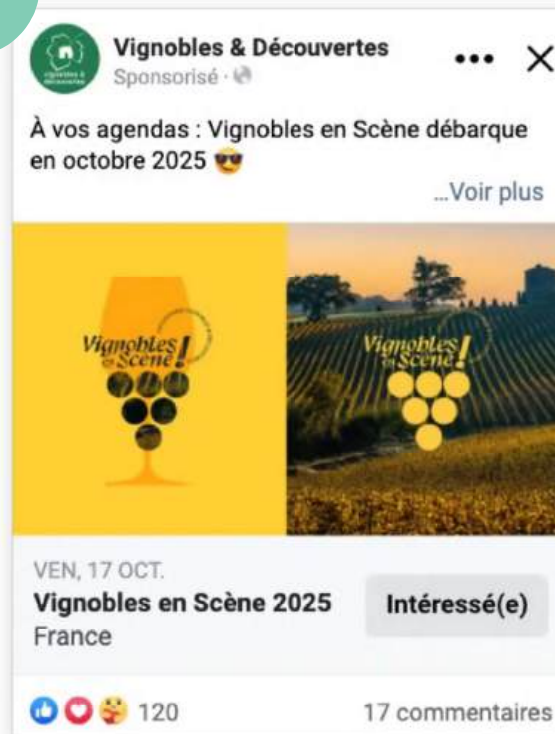 Vignobles & Découvertes
Sponsorisé
À vos agendas : Vignobles en Scène débarque
en octobre 2025 😎
...Voir plus
Vignobles
en Scène !
Vignobles
en Scène !
VEN, 17 OCT.
Vignobles en Scène 2025
France
Intéressé(e)
120
17 commentaires